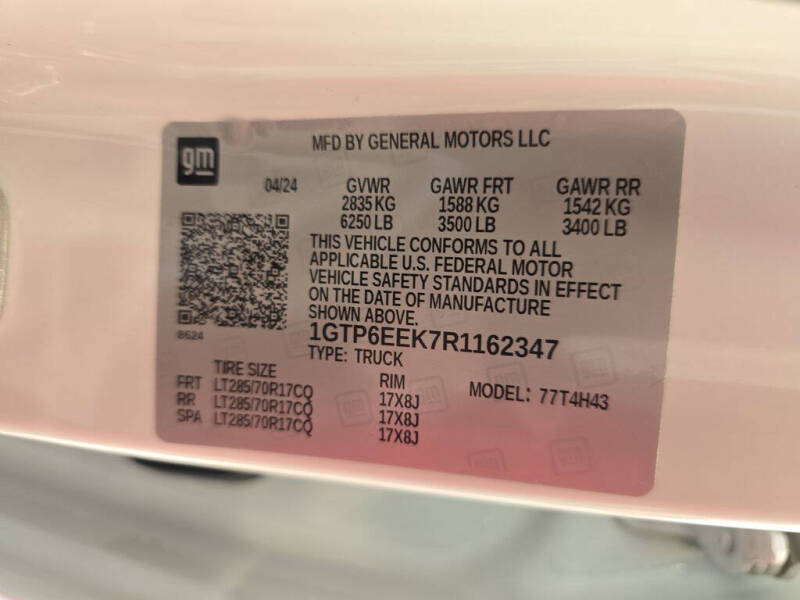 gm
MFD BY GENERAL MOTORS LLC
04/24 GVWR GAWR FRT GAWR RR
2835 KG 1588 KG 1542 KG
6250 LB 3500 LB 3400 LB
THIS VEHICLE CONFORMS TO ALL
APPLICABLE U.S. FEDERAL MOTOR
VEHICLE SAFETY STANDARDS IN EFFECT
ON THE DATE OF MANUFACTURE
SHOWN ABOVE.
8624
1GTP6EEK7R1162347
TYPE: TRUCK
TIRE SIZE RIM MODEL: 77T4H43
FRT LT285/70R17CQ 17X8J
RR LT285/70R17CQ 17X8J
SPA LT285/70R17CQ 17X8J